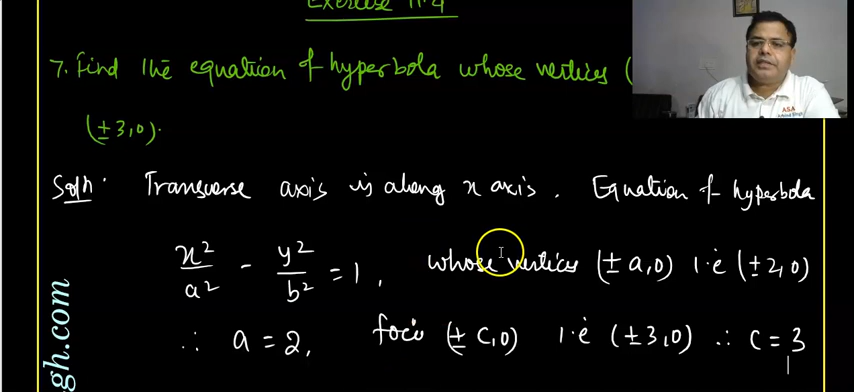 Exercise 11.4
7. Find the equation of hyperbola whose vertices (
(±3,0).
Soln. Transverse axis is along x axis. Equation of hyperbola
x²/a² - y²/b² = 1, whose vertices (±a,0) i.e (±2,0)
∴ a = 2, foci (±c,0) i.e (±3,0) ∴ c = 3
gh.com
ASA
Arvind Singh